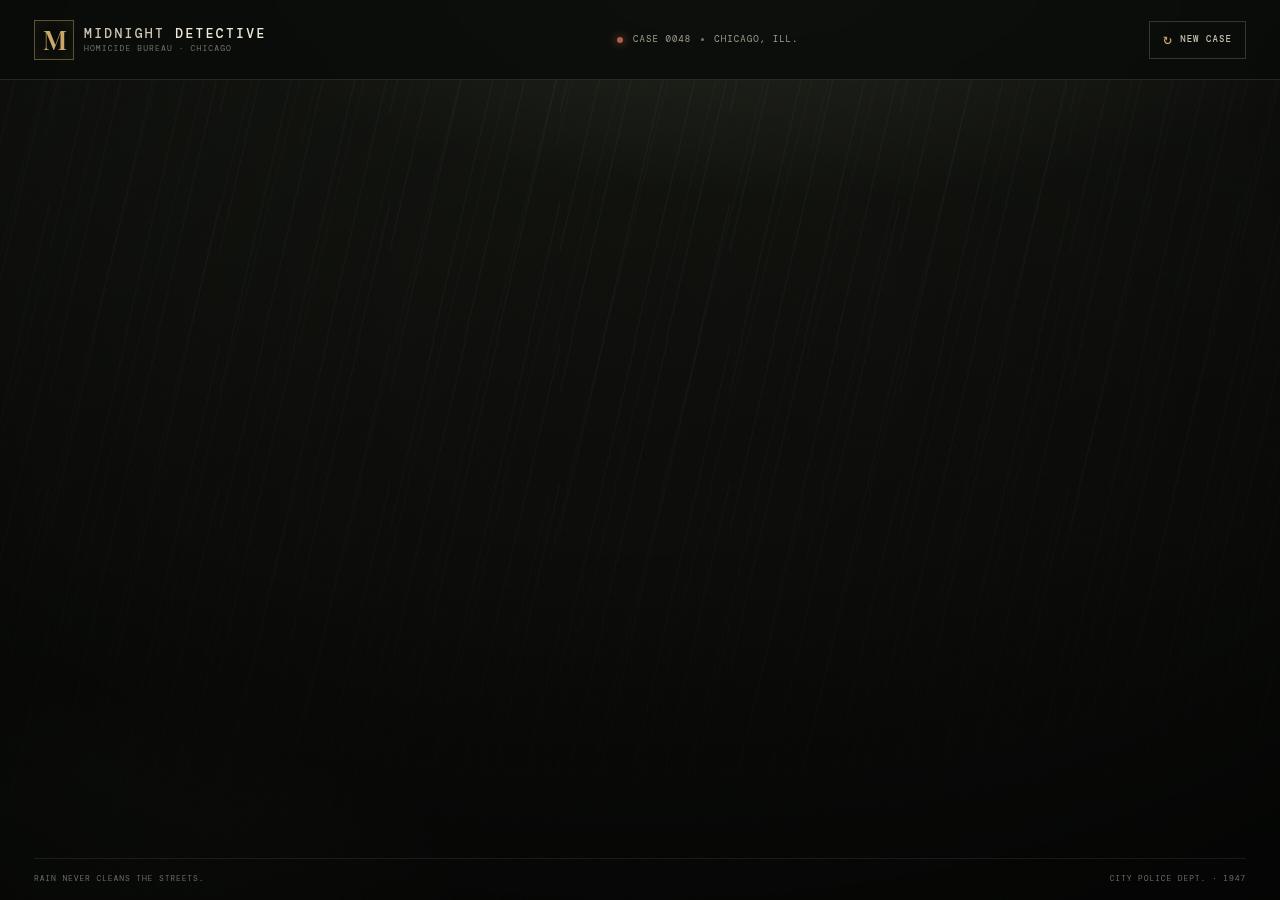 M
MIDNIGHT DETECTIVE
HOMICIDE BUREAU · CHICAGO
CASE 0048 • CHICAGO, ILL.
↻ NEW CASE
RAIN NEVER CLEANS THE STREETS.
CITY POLICE DEPT. · 1947